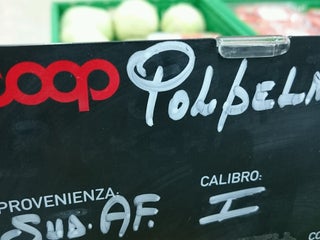 coop POLPELM
PROVENIENZA: CALIBRO:
SUD. AF. I